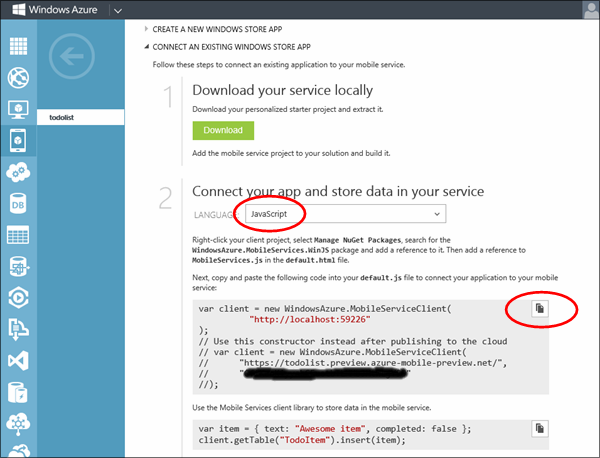 Windows Azure
CREATE A NEW WINDOWS STORE APP
CONNECT AN EXISTING WINDOWS STORE APP
Follow these steps to connect an existing application to your mobile service.
todolist
1
Download your service locally
Download your personalized starter project and extract it.
Download
Add the mobile service project to your solution and build it.
2
Connect your app and store data in your service
LANGUAGE: JavaScript
Right-click your client project, select Manage NuGet Packages, search for the
WindowsAzure.MobileServices.WinJS package and add a reference to it. Then add a reference to
MobileServices.js in the default.html file.
Next, copy and paste the following code into your default.js file to connect your application to your mobile
service:
var client = new WindowsAzure.MobileServiceClient(
"http://localhost:59226"
);
// Use this constructor instead after publishing to the cloud
// var client = new WindowsAzure.MobileServiceClient(
// "https://todolist.preview.azure-mobile-preview.net/",
// " "
//);
Use the Mobile Services client library to store data in the mobile service.
var item = { text: "Awesome item", completed: false };
client.getTable("TodoItem").insert(item);
DB